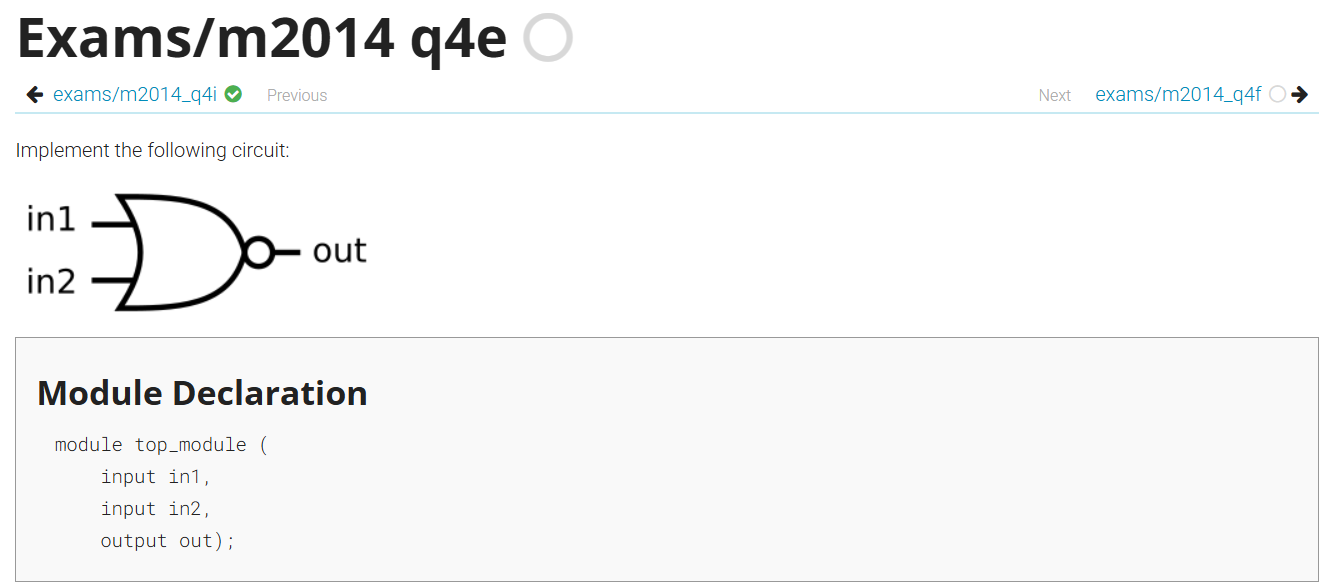 Exams/m2014 q4e
exams/m2014_q4i Previous Next exams/m2014_q4f
Implement the following circuit:
in1
out
in2
Module Declaration
module top_module (
    input in1,
    input in2,
    output out);